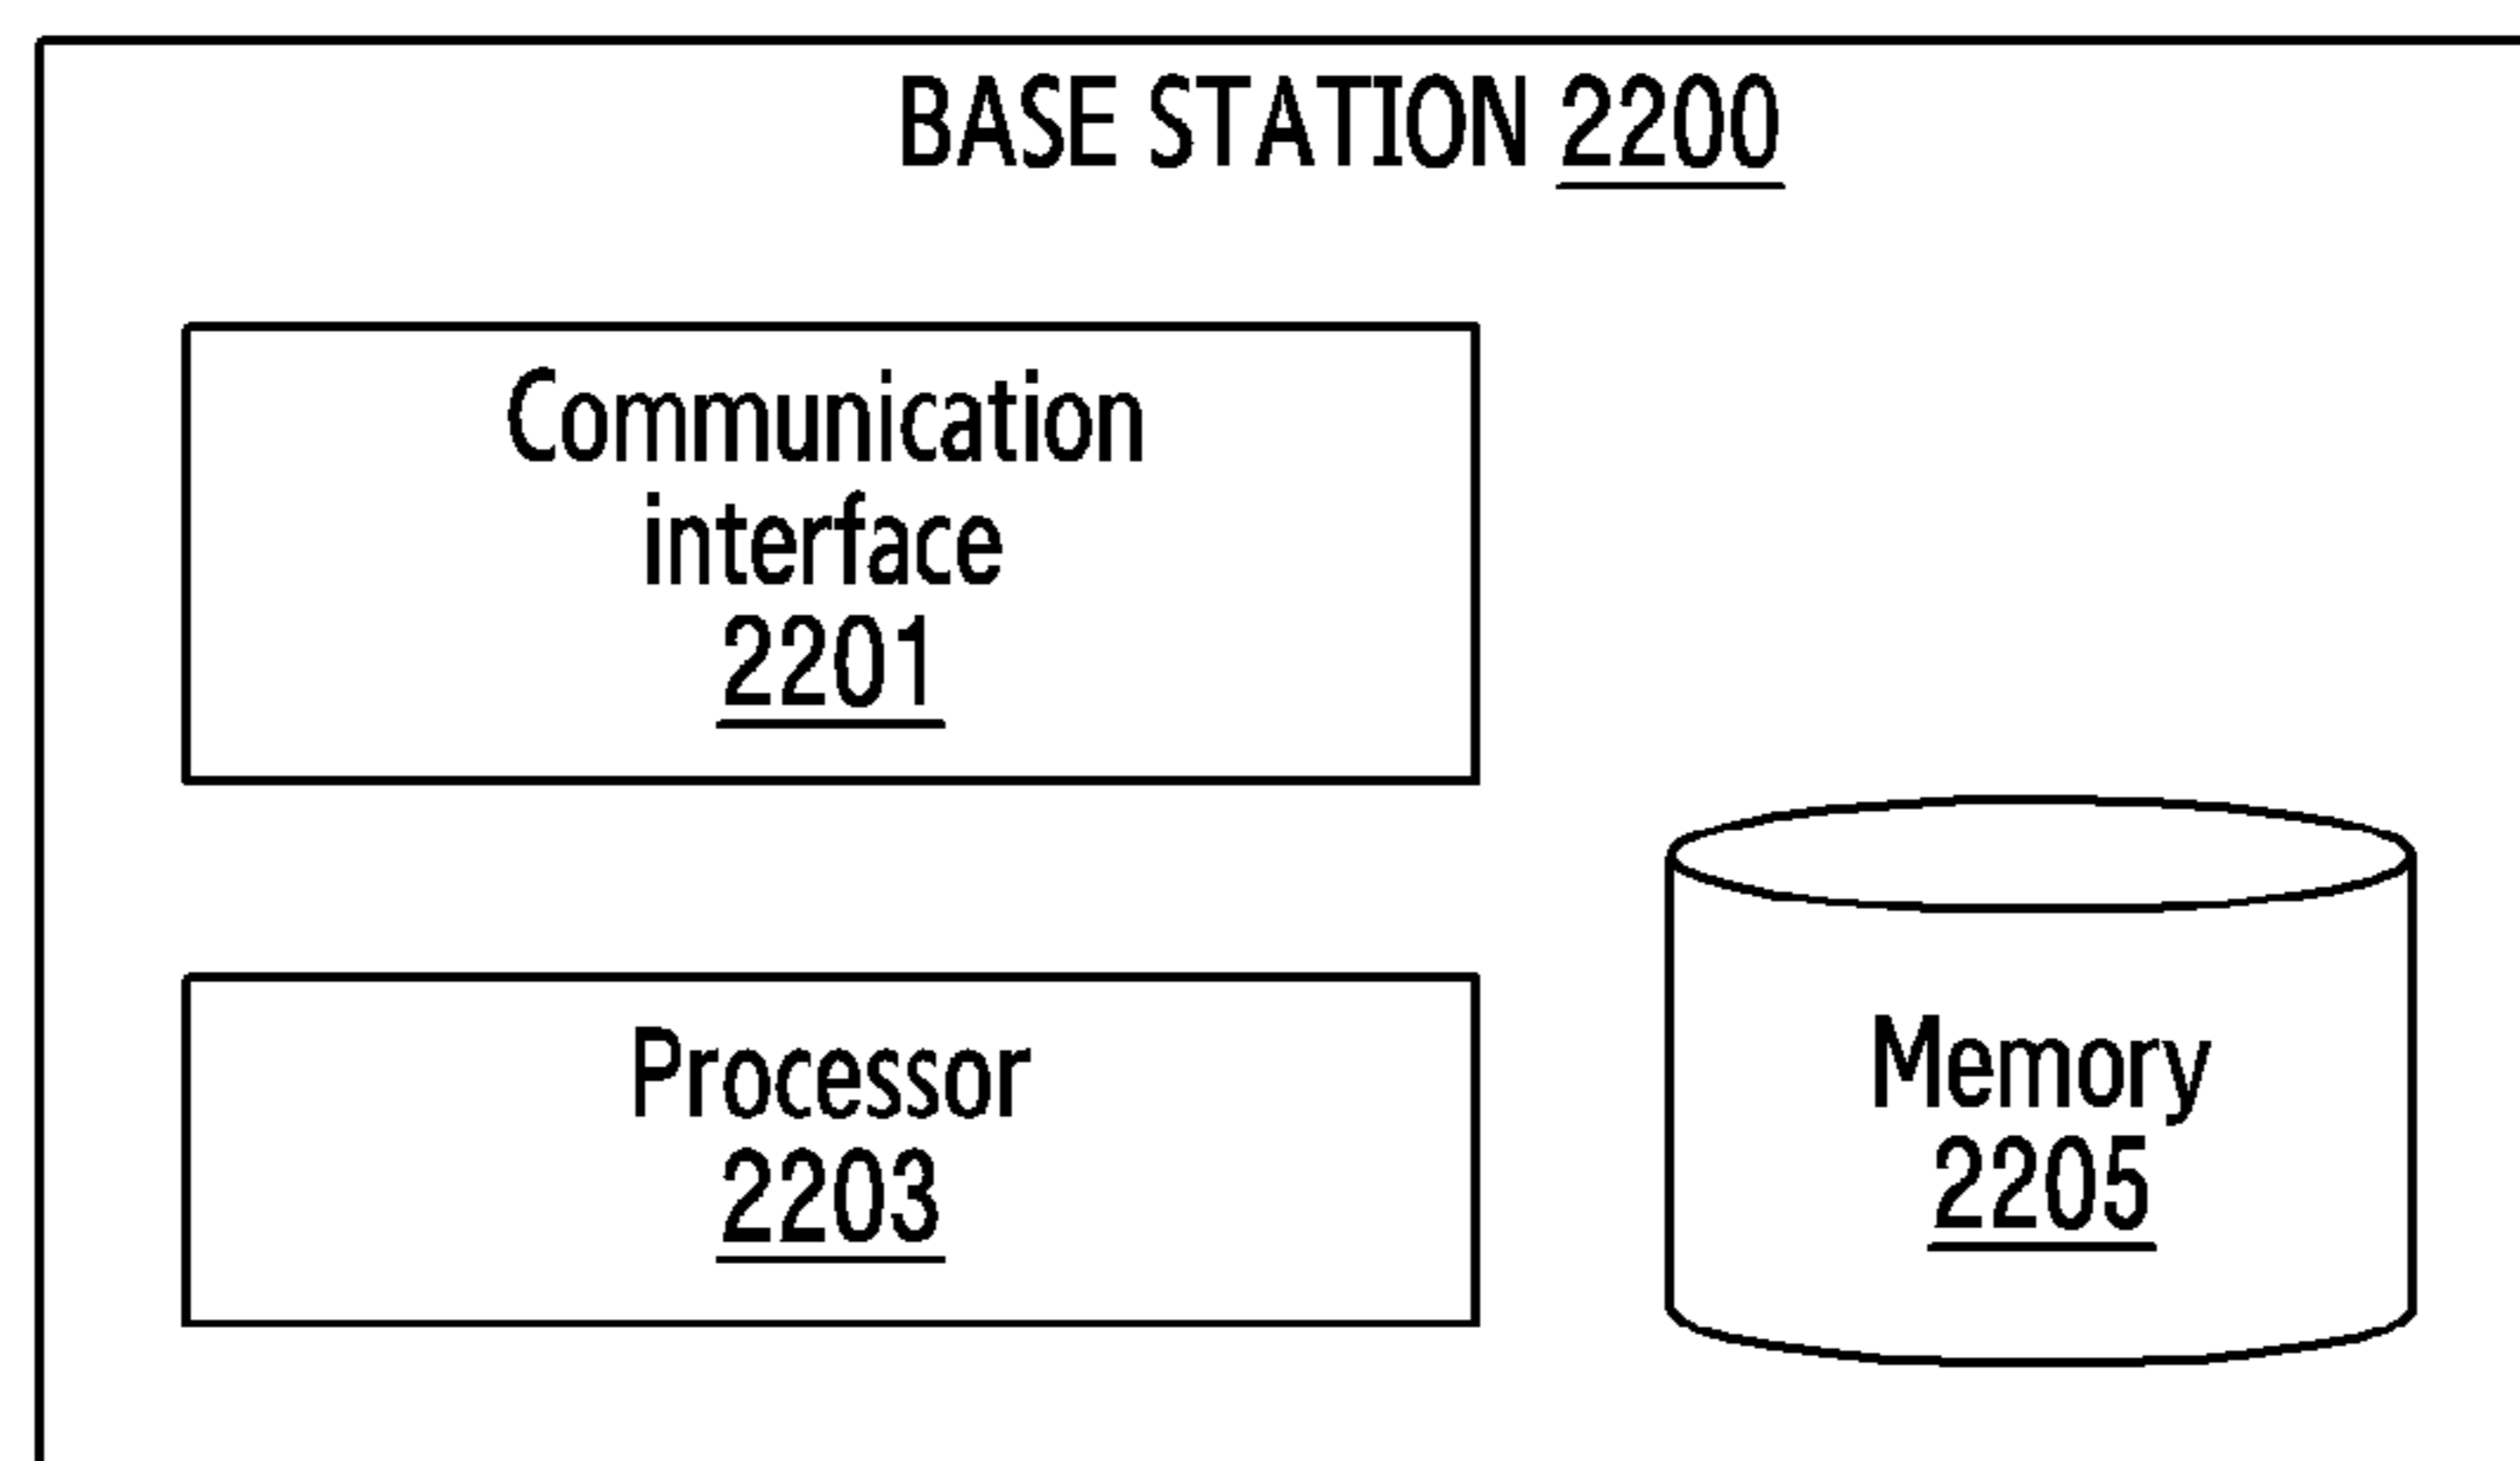 BASE STATION 2200
Communication
interface
2201
Processor
2203
Memory
2205